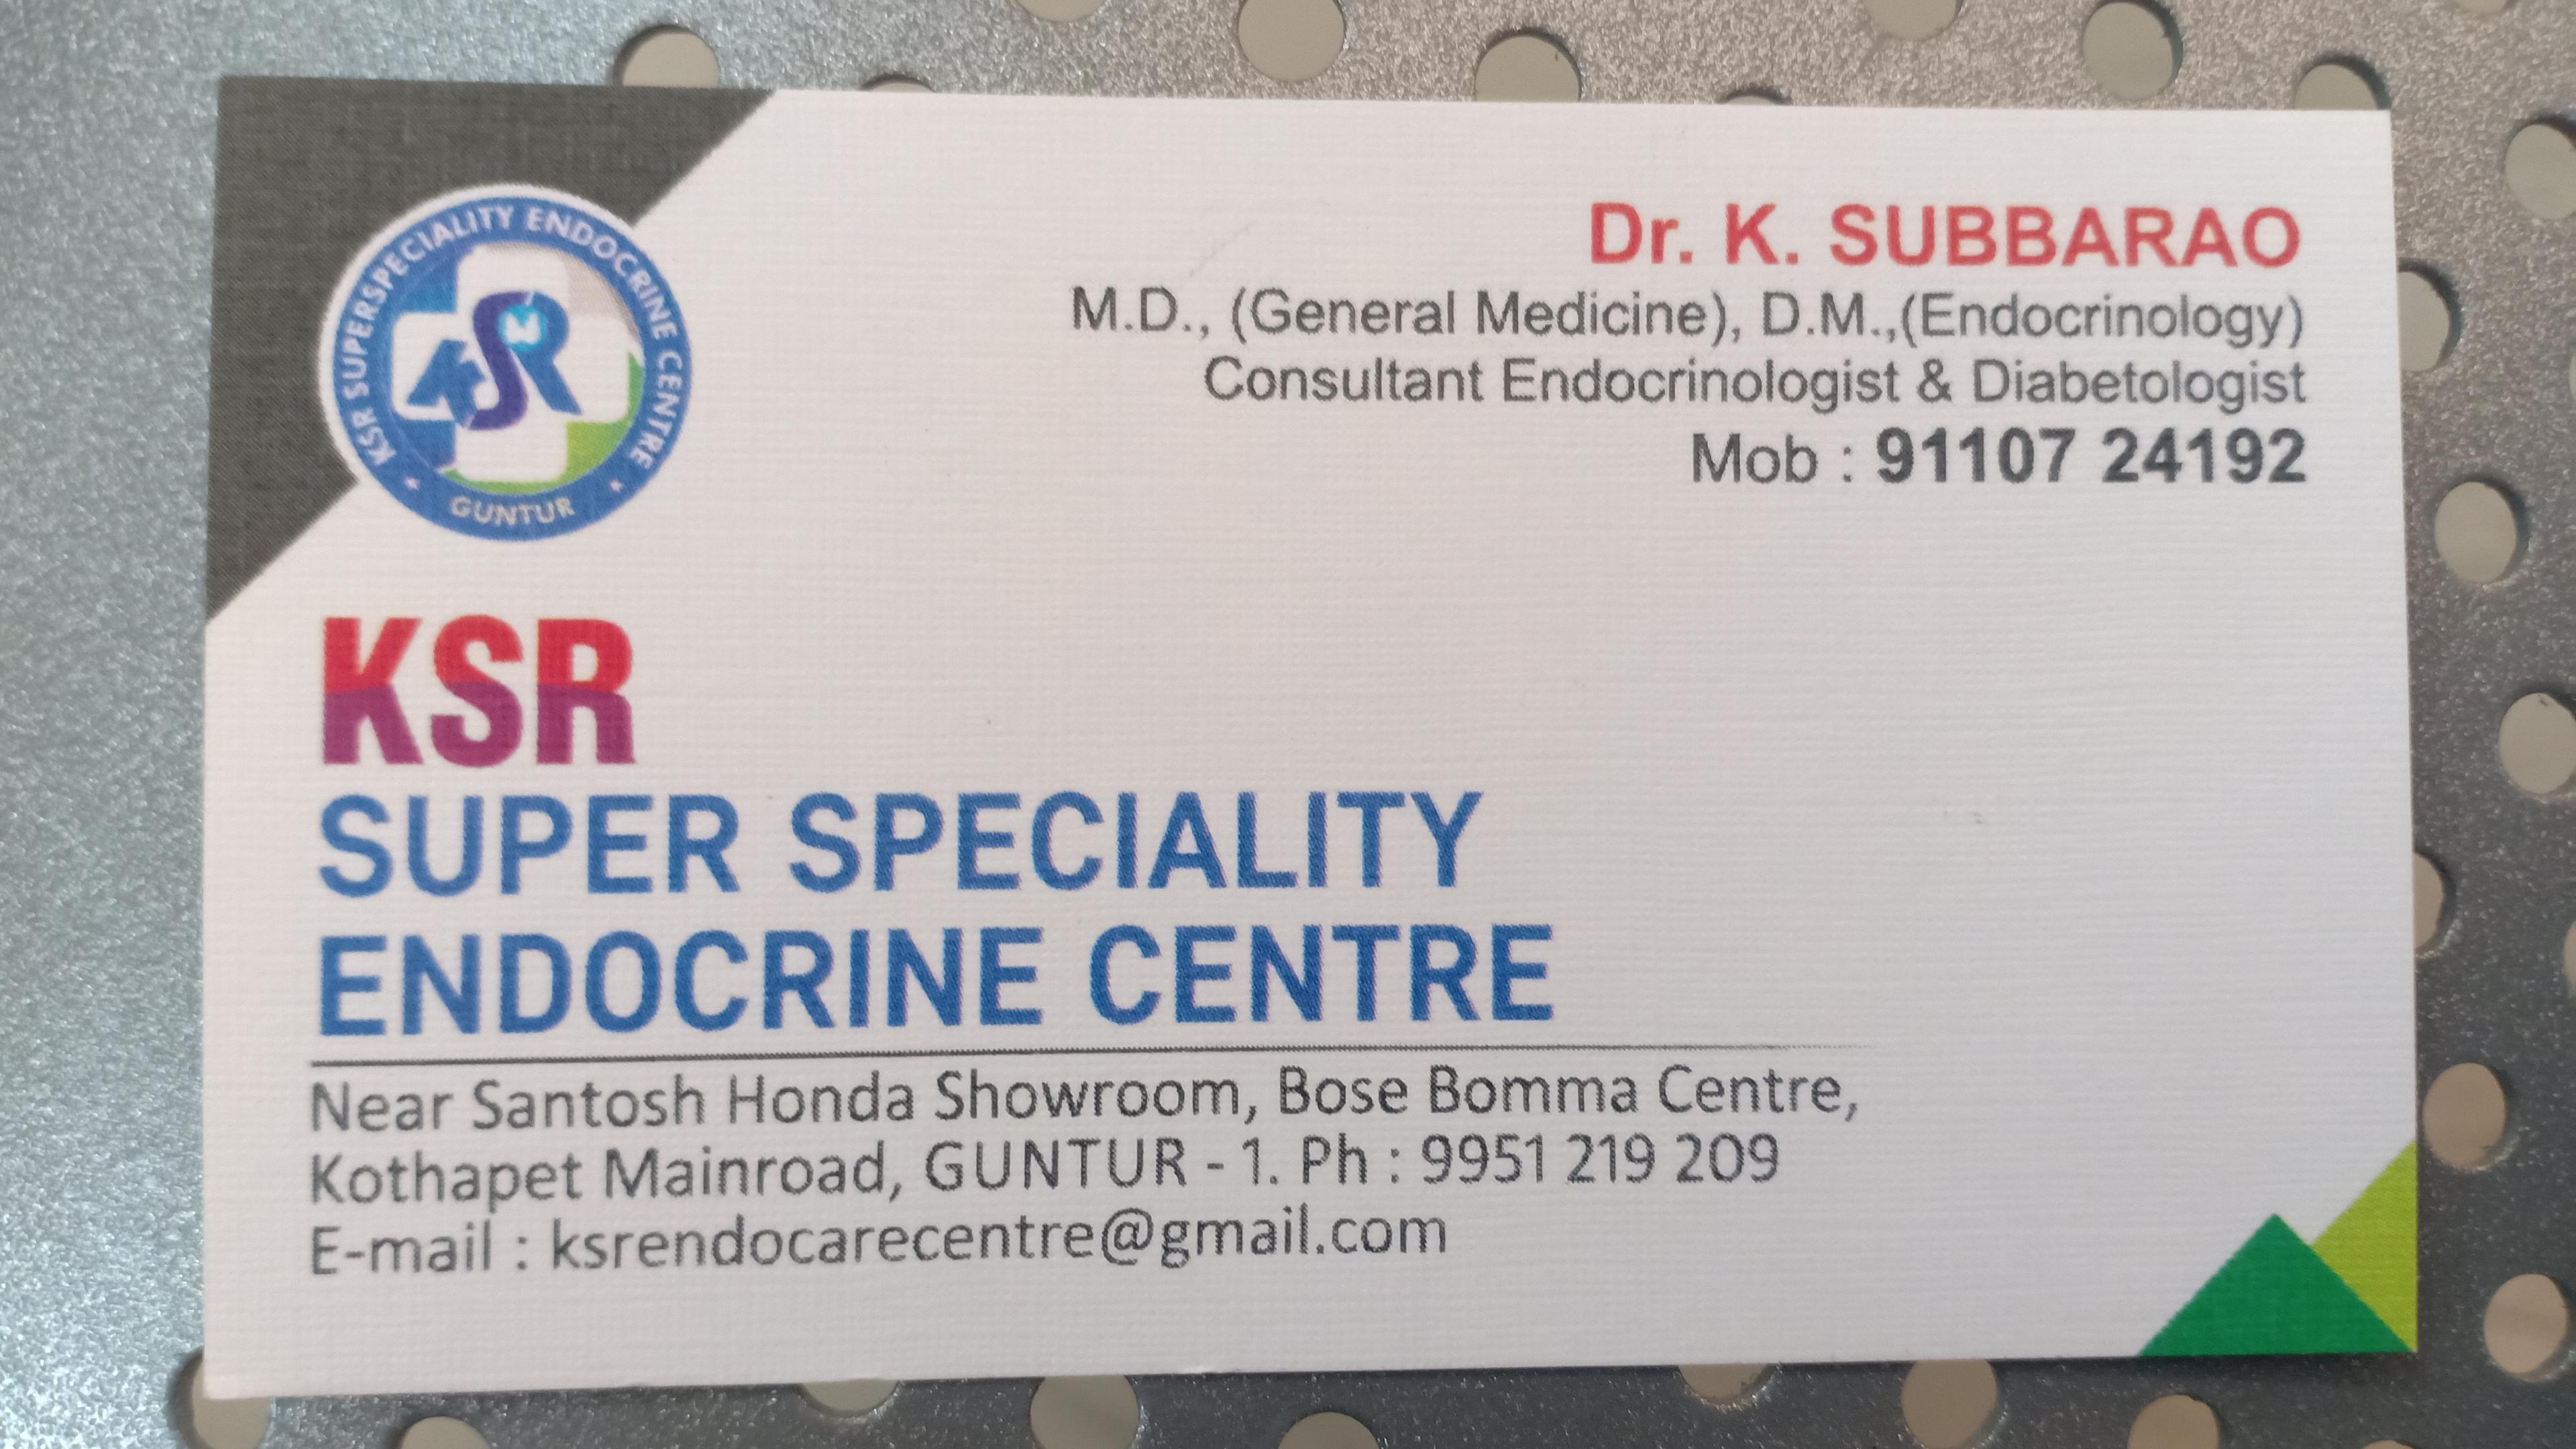 KSR SUPERSPECIALITY ENDOCRINE CENTRE
KSR
GUNTUR
Dr. K. SUBBARAO
M.D., (General Medicine), D.M.,(Endocrinology)
Consultant Endocrinologist & Diabetologist
Mob : 91107 24192
KSR
SUPER SPECIALITY
ENDOCRINE CENTRE
Near Santosh Honda Showroom, Bose Bomma Centre,
Kothapet Mainroad, GUNTUR - 1. Ph : 9951 219 209
E-mail : ksrendocarecentre@gmail.com